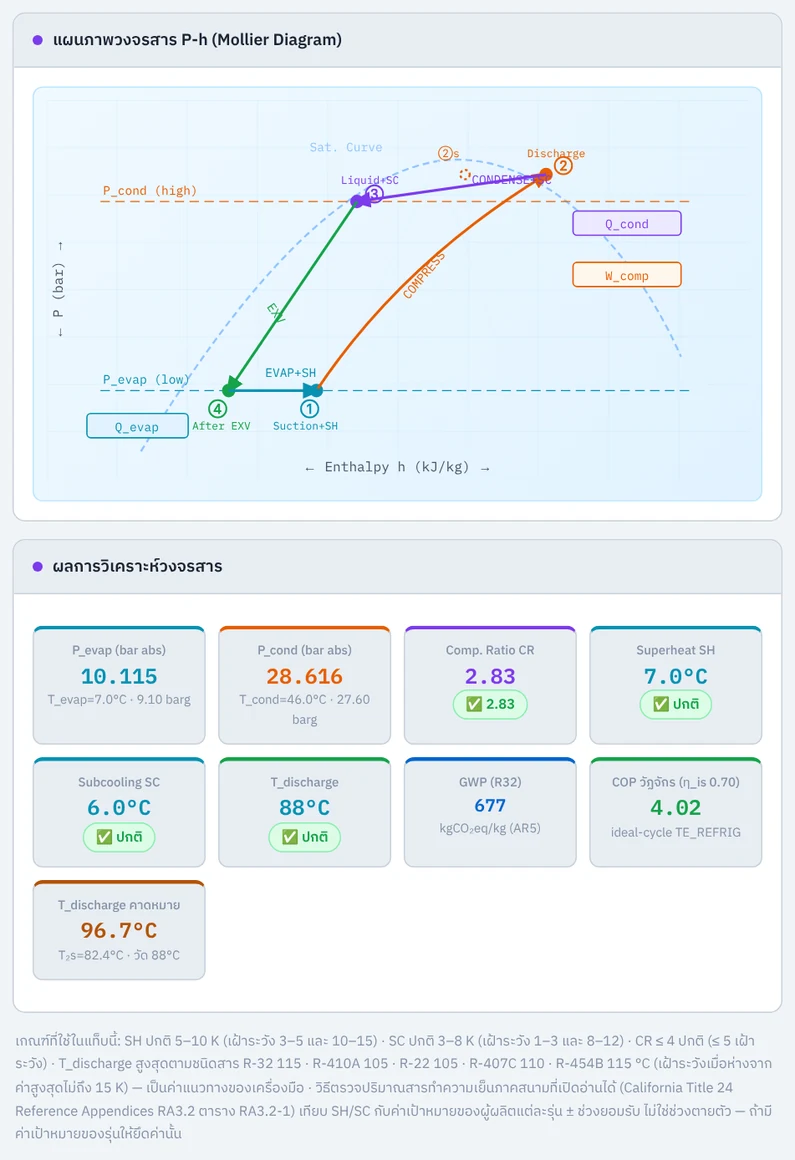 แผนภาพวงจรสาร P-h (Mollier Diagram)
Sat. Curve
②s
Discharge
②
Liquid+SC
③
CONDENSE+SC
P_cond (high)
Q_cond
W_comp
COMPRESS
EXV
← P (bar) →
EVAP+SH
P_evap (low)
④
①
Q_evap
After EXV
Suction+SH
← Enthalpy h (kJ/kg) →
ผลการวิเคราะห์วงจรสาร
P_evap (bar abs)
10.115
T_evap=7.0°C · 9.10 barg
P_cond (bar abs)
28.616
T_cond=46.0°C · 27.60
barg
Comp. Ratio CR
2.83
✅ 2.83
Superheat SH
7.0°C
✅ ปกติ
Subcooling SC
6.0°C
✅ ปกติ
T_discharge
88°C
✅ ปกติ
GWP (R32)
677
kgCO₂eq/kg (AR5)
COP วัฏจักร (η_is 0.70)
4.02
ideal-cycle TE_REFRIG
T_discharge คาดหมาย
96.7°C
T₂s=82.4°C · วัด 88°C
เกณฑ์ที่ใช้ในแท็บนี้: SH ปกติ 5–10 K (เฝ้าระวัง 3–5 และ 10–15) · SC ปกติ 3–8 K (เฝ้าระวัง 1–3 และ 8–12) · CR ≤ 4 ปกติ (≤ 5 เฝ้า
ระวัง) · T_discharge สูงสุดตามชนิดสาร R-32 115 · R-410A 105 · R-22 105 · R-407C 110 · R-454B 115 °C (เฝ้าระวังเมื่อห่างจาก
ค่าสูงสุดไม่ถึง 15 K) — เป็นค่าแนวทางของเครื่องมือ · วิธีตรวจปริมาณสารทำความเย็นภาคสนามที่เปิดอ่านได้ (California Title 24
Reference Appendices RA3.2 ตาราง RA3.2-1) เทียบ SH/SC กับค่าเป้าหมายของผู้ผลิตแต่ละรุ่น ± ช่วงยอมรับ ไม่ใช่ช่วงตายตัว — ถ้ามี
ค่าเป้าหมายของรุ่นให้ยึดค่านั้น